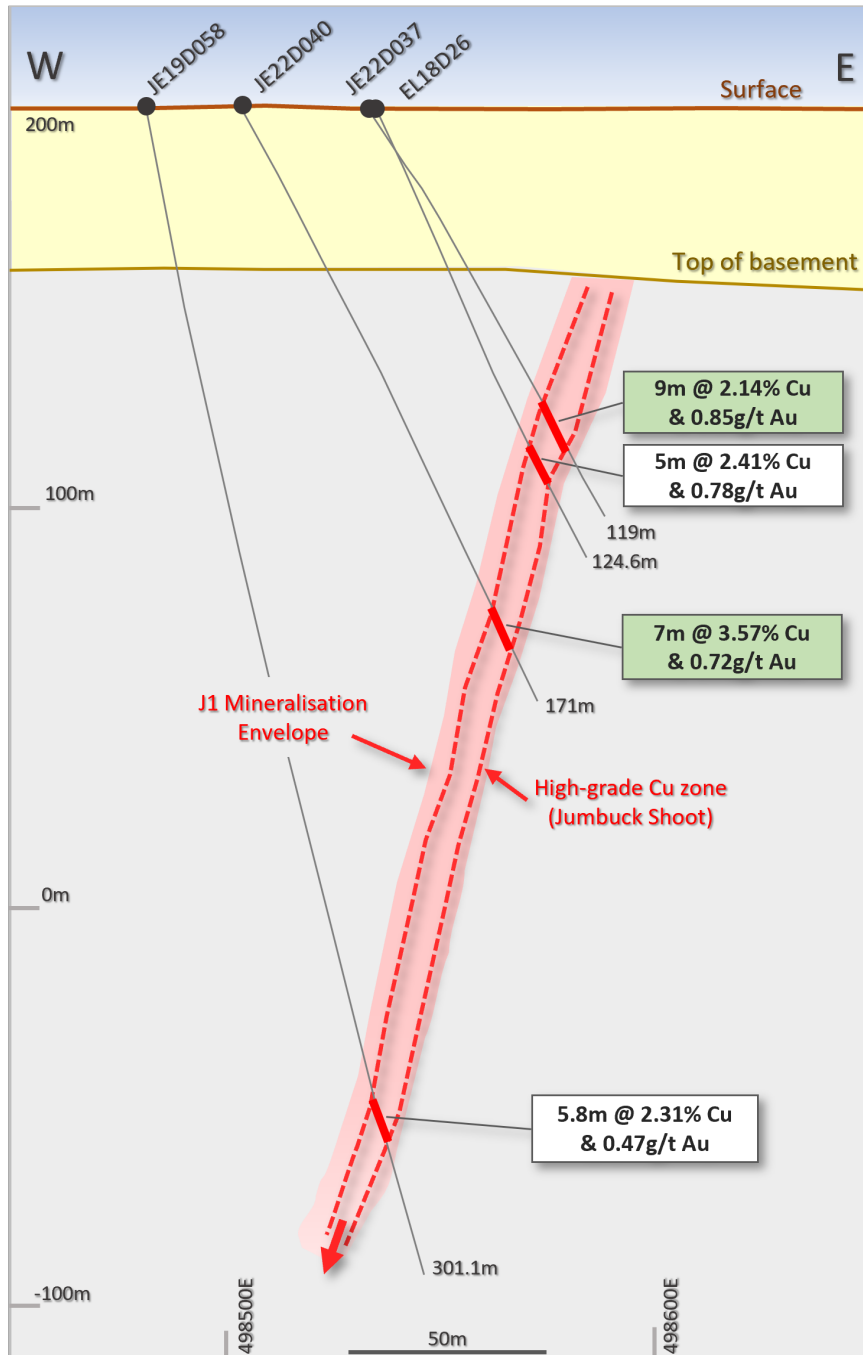 W
JE19D058
JE22D040
JE22D037
EL18D26
E
Surface
200m
Top of basement
9m @ 2.14% Cu
& 0.85g/t Au
5m @ 2.41% Cu
& 0.78g/t Au
100m
119m
124.6m
7m @ 3.57% Cu
& 0.72g/t Au
171m
J1 Mineralisation
Envelope
High-grade Cu zone
(Jumbuck Shoot)
0m
5.8m @ 2.31% Cu
& 0.47g/t Au
301.1m
-100m
498500E
50m
498600E